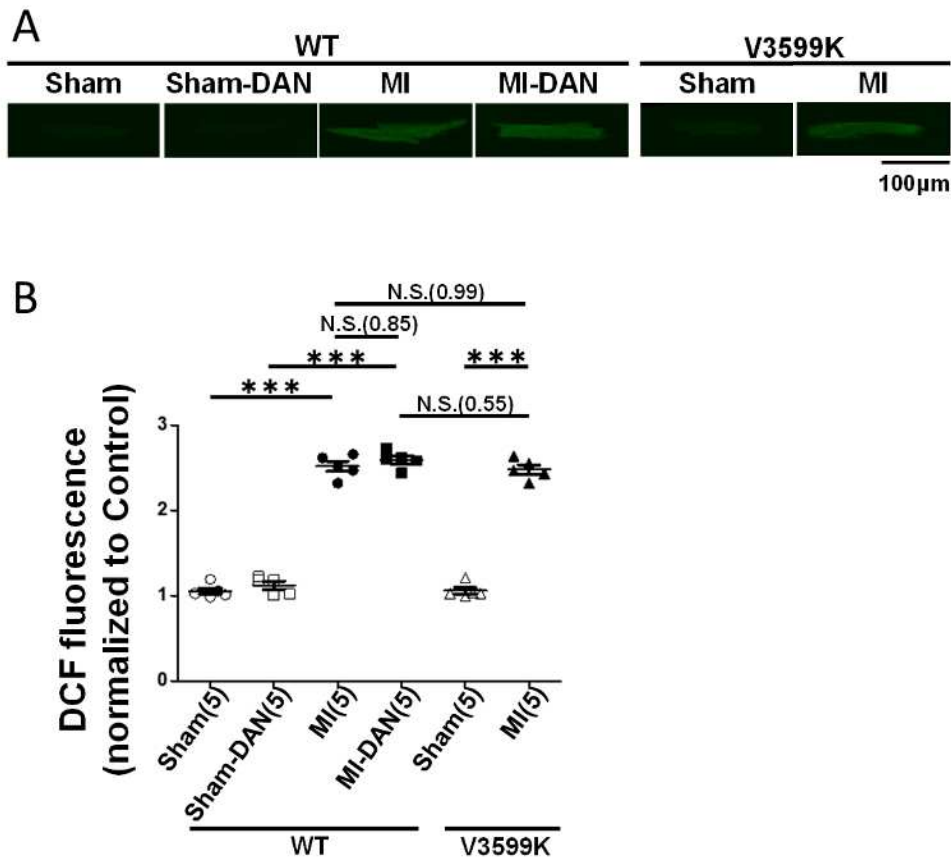 A
WT
V3599K
Sham
Sham-DAN
MI
MI-DAN
Sham
MI
100μm
B
N.S.(0.99)
N.S.(0.85)
***
***
***
N.S.(0.55)
DCF fluorescence
(normalized to Control)
3
2
1
0
Sham(5)
Sham-DAN(5)
MI(5)
MI-DAN(5)
Sham(5)
MI(5)
WT
V3599K